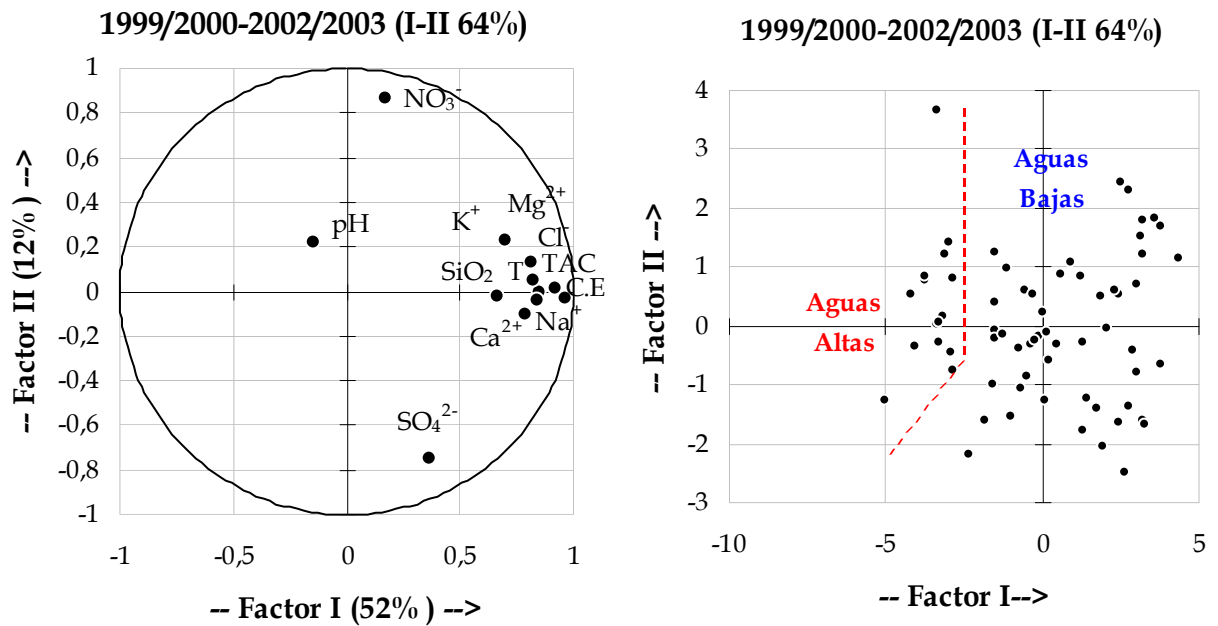 1999/2000-2002/2003 (I-II 64%)
1
0,8
0,6
0,4
0,2
0
-0,2
-0,4
-0,6
-0,8
-1
-1
-0,5
0
0,5
1
-- Factor II (12% ) -->
-- Factor I (52% ) -->
NO₃⁻
Mg²⁺
K⁺
pH
Cl⁻
SiO₂
T
TAC
C.E
Ca²⁺
Na⁺
SO₄²⁻
1999/2000-2002/2003 (I-II 64%)
4
3
2
1
0
-1
-2
-3
-10
-5
0
5
-- Factor II -->
-- Factor I-->
Aguas
Bajas
Aguas
Altas